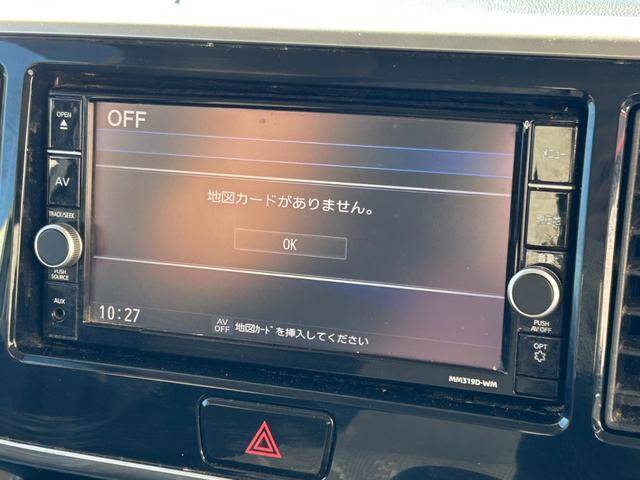 OPEN
OFF
AV
地図カードがありません。
OK
TRACK/SEEK
PUSH
SOURCE
AUX
10:27
AV
OFF
地図ｶｰﾄﾞを挿入してください
PUSH
AV OFF
OPT
MM319D-WM